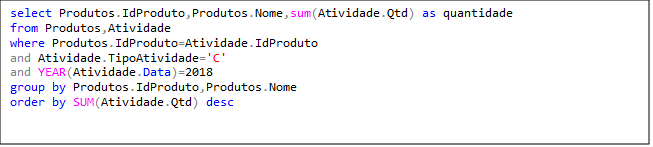 select Produtos.IdProduto,Produtos.Nome,sum(Atividade.Qtd) as quantidade
from Produtos,Atividade
where Produtos.IdProduto=Atividade.IdProduto
and Atividade.TipoAtividade='C'
and YEAR(Atividade.Data)=2018
group by Produtos.IdProduto,Produtos.Nome
order by SUM(Atividade.Qtd) desc